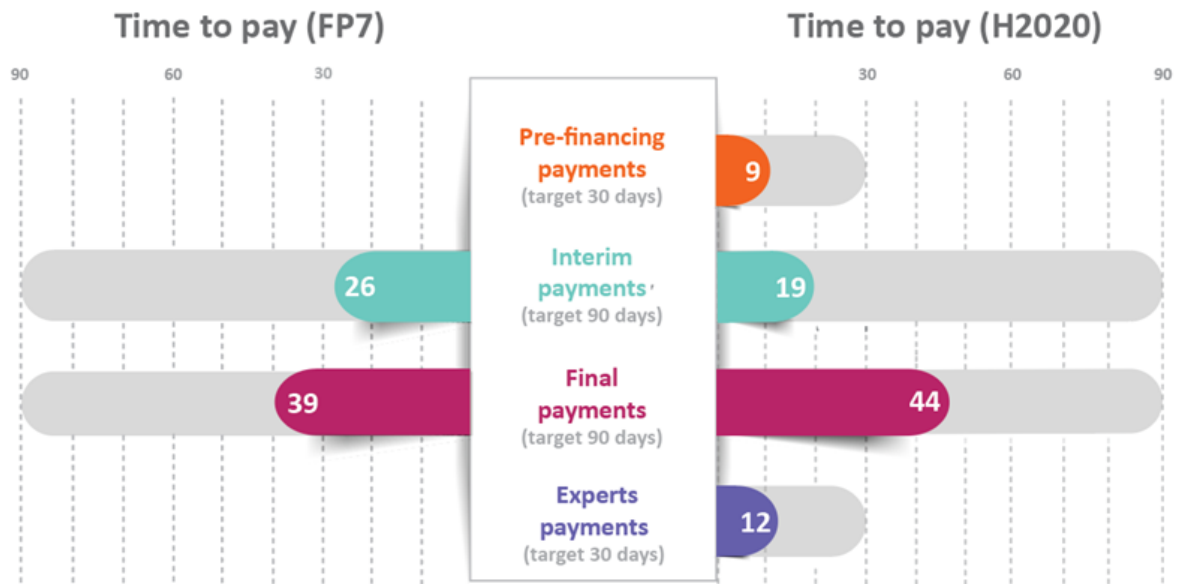 Time to pay (FP7)
Time to pay (H2020)
90 60 30
30 60 90
Pre-financing
payments
(target 30 days)
9
Interim
payments
(target 90 days)
26
19
Final
payments
(target 90 days)
39
44
Experts
payments
(target 30 days)
12